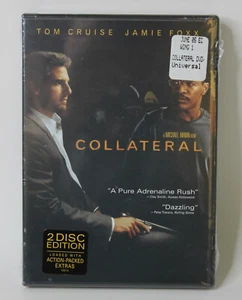 TOM CRUISE JAMIE FOXX
COLLATERAL DVD
Universal
A MICHAEL MANN FILM
COLLATERAL
"A Pure Adrenaline Rush"
"Dazzling"
2 DISC
EDITION
LOADED WITH
ACTION-PACKED
EXTRAS